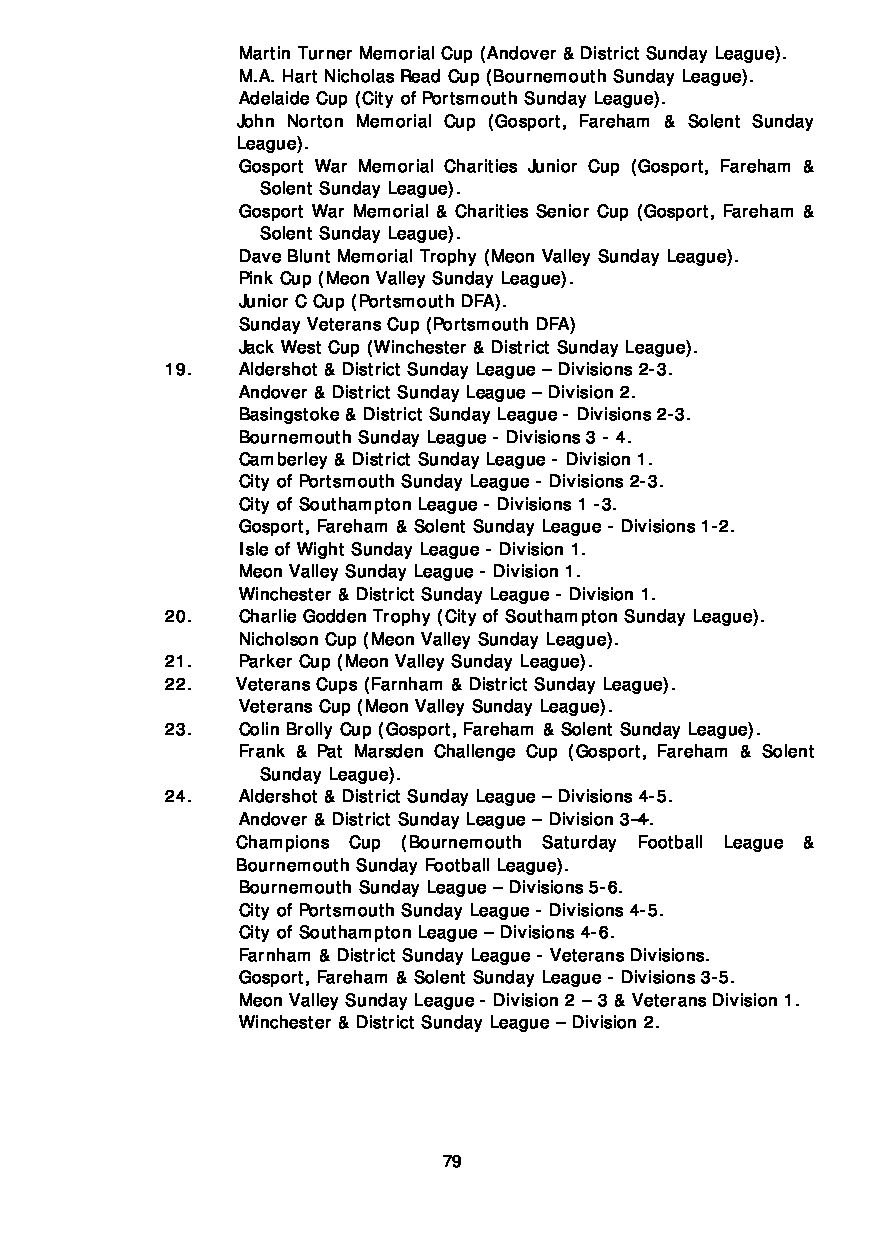 Martin Turner Memorial Cup (Andover & District Sunday League).
M.A. Hart Nicholas Read Cup (Bournemouth Sunday League).
Adelaide Cup (City of Portsmouth Sunday League).
John Norton Memorial Cup (Gosport, Fareham & Solent Sunday
League).
Gosport War Memorial Charities Junior Cup (Gosport, Fareham &
Solent Sunday League).
Gosport War Memorial & Charities Senior Cup (Gosport, Fareham &
Solent Sunday League).
Dave Blunt Memorial Trophy (Meon Valley Sunday League).
Pink Cup (Meon Valley Sunday League).
Junior C Cup (Portsmouth DFA).
Sunday Veterans Cup (Portsmouth DFA)
Jack West Cup (Winchester & District Sunday League).
19. Aldershot & District Sunday League – Divisions 2-3.
Andover & District Sunday League – Division 2.
Basingstoke & District Sunday League - Divisions 2-3.
Bournemouth Sunday League - Divisions 3 - 4.
Camberley & District Sunday League - Division 1.
City of Portsmouth Sunday League - Divisions 2-3.
City of Southampton League - Divisions 1 -3.
Gosport, Fareham & Solent Sunday League - Divisions 1-2.
Isle of Wight Sunday League - Division 1.
Meon Valley Sunday League - Division 1.
Winchester & District Sunday League - Division 1.
20. Charlie Godden Trophy (City of Southampton Sunday League).
Nicholson Cup (Meon Valley Sunday League).
21. Parker Cup (Meon Valley Sunday League).
22. Veterans Cups (Farnham & District Sunday League).
Veterans Cup (Meon Valley Sunday League).
23. Colin Brolly Cup (Gosport, Fareham & Solent Sunday League).
Frank & Pat Marsden Challenge Cup (Gosport, Fareham & Solent
Sunday League).
24. Aldershot & District Sunday League – Divisions 4-5.
Andover & District Sunday League – Division 3-4.
Champions Cup (Bournemouth Saturday Football League &
Bournemouth Sunday Football League).
Bournemouth Sunday League – Divisions 5-6.
City of Portsmouth Sunday League - Divisions 4-5.
City of Southampton League – Divisions 4-6.
Farnham & District Sunday League - Veterans Divisions.
Gosport, Fareham & Solent Sunday League - Divisions 3-5.
Meon Valley Sunday League - Division 2 – 3 & Veterans Division 1.
Winchester & District Sunday League – Division 2.
79